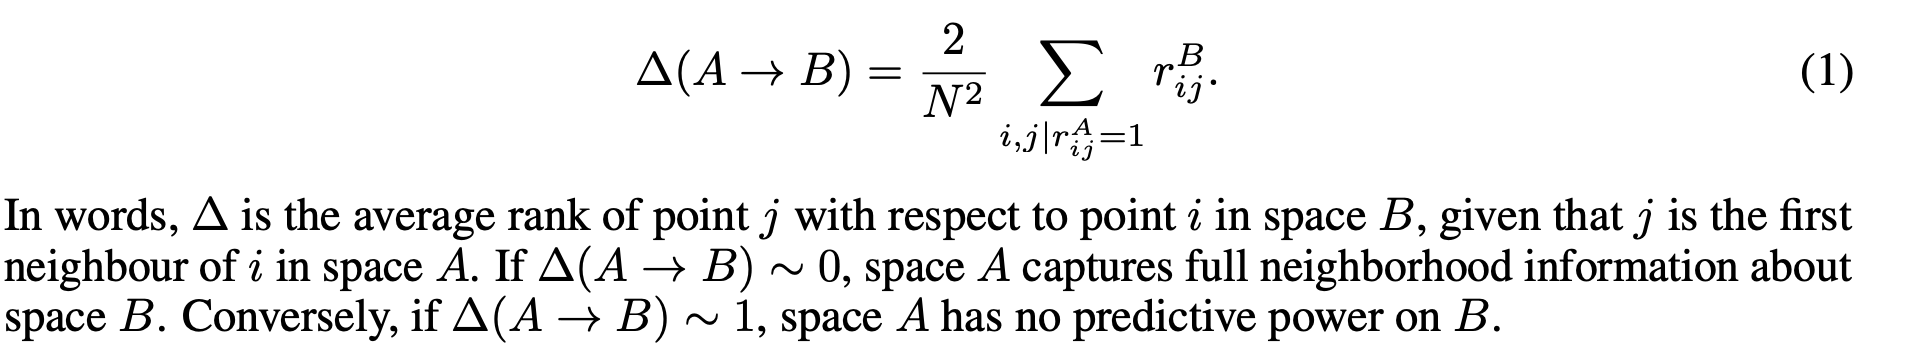 Δ(A → B) = 2/N² ∑_{i,j|r^A_{ij}=1} r^B_{ij}. (1)
In words, Δ is the average rank of point j with respect to point i in space B, given that j is the first
neighbour of i in space A. If Δ(A → B) ∼ 0, space A captures full neighborhood information about
space B. Conversely, if Δ(A → B) ∼ 1, space A has no predictive power on B.